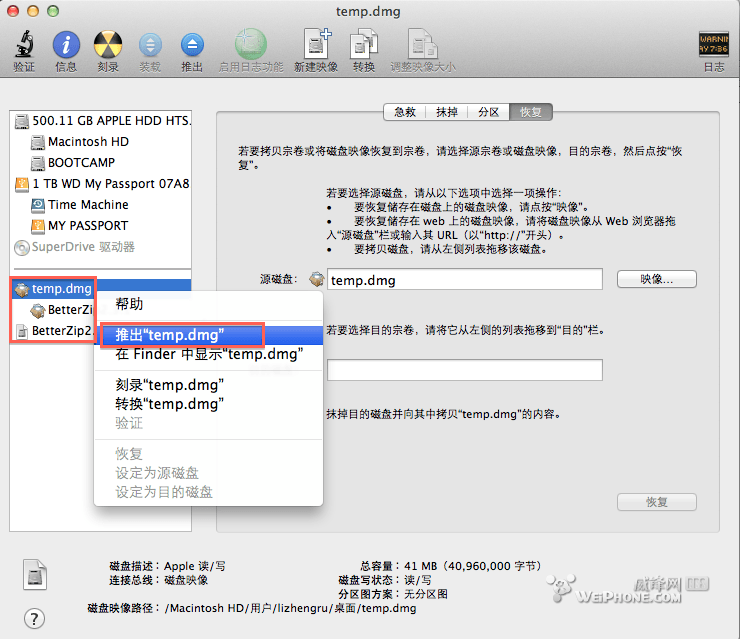 temp.dmg
验证 信息 刻录 装载 推出 启用日志功能 新建映像 转换 调整映像大小 日志
WARNIN
AY 7:36
500.11 GB APPLE HDD HTS.
Macintosh HD
BOOTCAMP
1 TB WD My Passport 07A8
Time Machine
MY PASSPORT
SuperDrive 驱动器
temp.dmg
BetterZi
BetterZip2.
急救 抹掉 分区 恢复
若要拷贝宗卷或将磁盘映像恢复到宗卷，请选择源宗卷或磁盘映像，目的宗卷，然后点按“恢
复”。
若要选择源磁盘，请从以下选项中选择一项操作:
• 要恢复储存在磁盘上的磁盘映像，请点按“映像”。
• 要恢复储存在 web 上的磁盘映像，请将磁盘映像从 Web 浏览器拖
入“源磁盘”栏或输入其 URL（以“http://”开头）。
• 要拷贝磁盘，请从左侧列表拖移该磁盘。
源磁盘: temp.dmg 映像...
若要选择目的宗卷，请将它从左侧的列表拖移到“目的”栏。
抹掉目的磁盘并向其中拷贝“temp.dmg”的内容。
恢复
帮助
推出“temp.dmg”
在 Finder 中显示“temp.dmg”
刻录“temp.dmg”
转换“temp.dmg”
验证
恢复
设定为源磁盘
设定为目的磁盘
磁盘描述：Apple 读/写
连接总线：磁盘映像
总容量：41 MB（40,960,000 字节）
磁盘写状态：读/写
分区图方案：无分区图
磁盘映像路径：/Macintosh HD/用户/lizhengru/桌面/temp.dmg
?
威锋网
WEIPHONE.COM